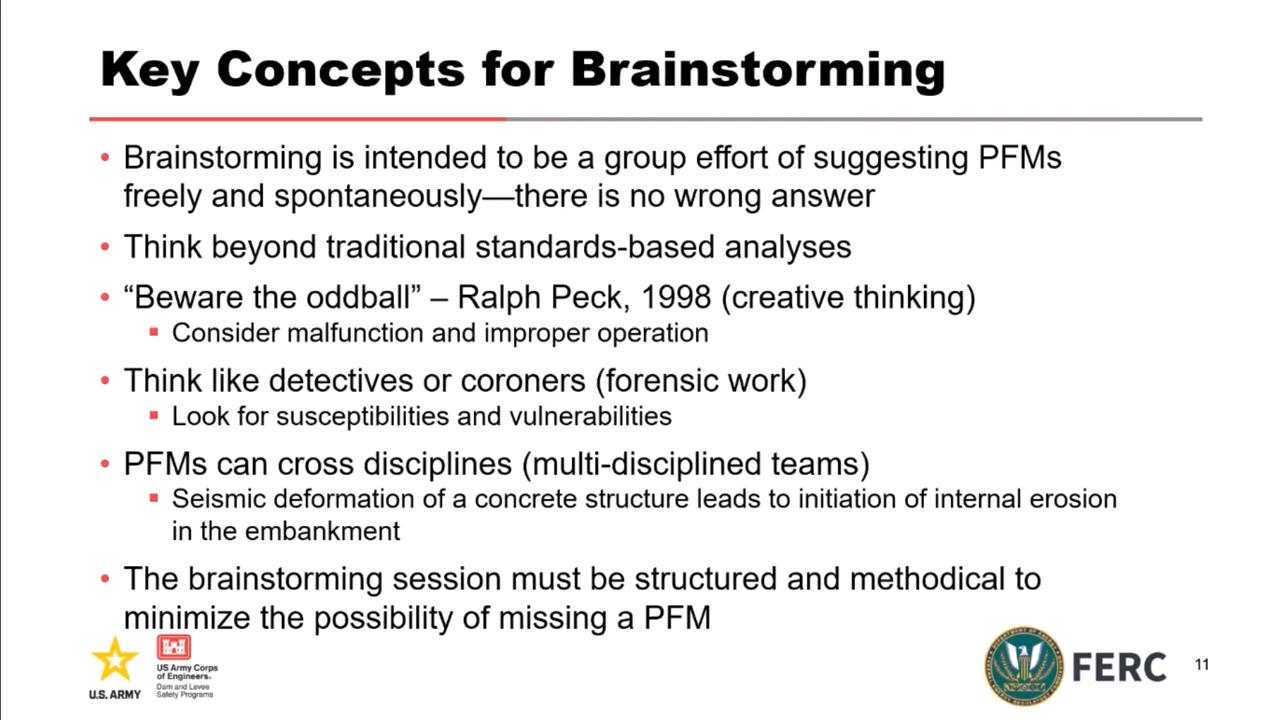 Key Concepts for Brainstorming
• Brainstorming is intended to be a group effort of suggesting PFMs
freely and spontaneously—there is no wrong answer
• Think beyond traditional standards-based analyses
• “Beware the oddball” – Ralph Peck, 1998 (creative thinking)
▪ Consider malfunction and improper operation
• Think like detectives or coroners (forensic work)
▪ Look for susceptibilities and vulnerabilities
• PFMs can cross disciplines (multi-disciplined teams)
▪ Seismic deformation of a concrete structure leads to initiation of internal erosion
in the embankment
• The brainstorming session must be structured and methodical to
minimize the possibility of missing a PFM
U.S. ARMY
US Army Corps
of Engineers®
Dam and Levee
Safety Programs
FERC
11